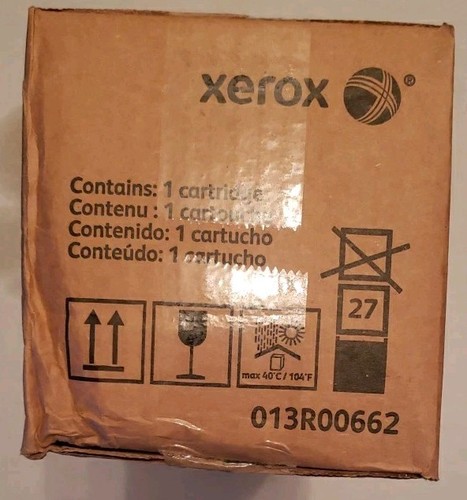 xerox ®
Contains: 1 cartridge
Contenu : 1 cartouche
Contenido: 1 cartucho
Conteúdo: 1 cartucho
27
max 40°C / 104°F
013R00662